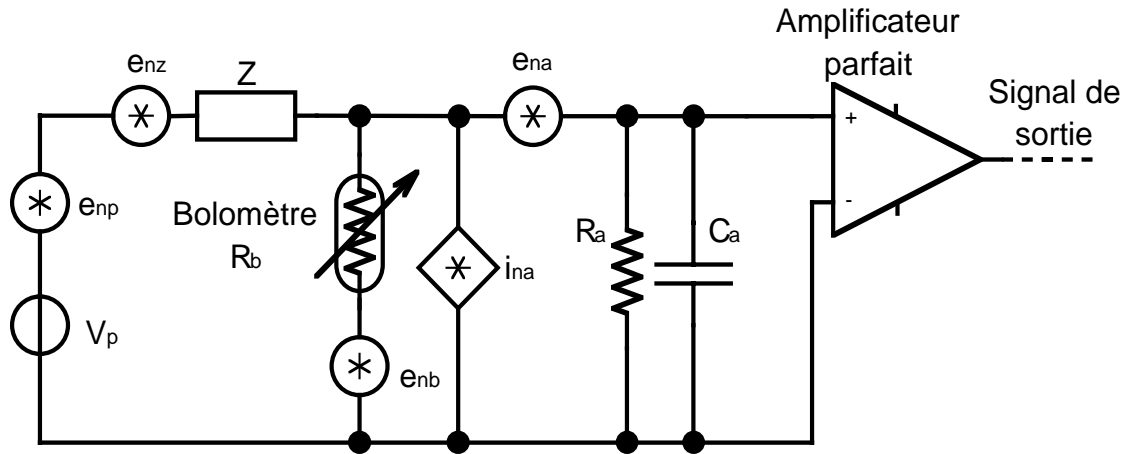 Amplificateur
parfait
Signal de
sortie
enz
Z
ena
+
-
enp
Bolomètre
Rb
ina
Ra
Ca
Vp
enb